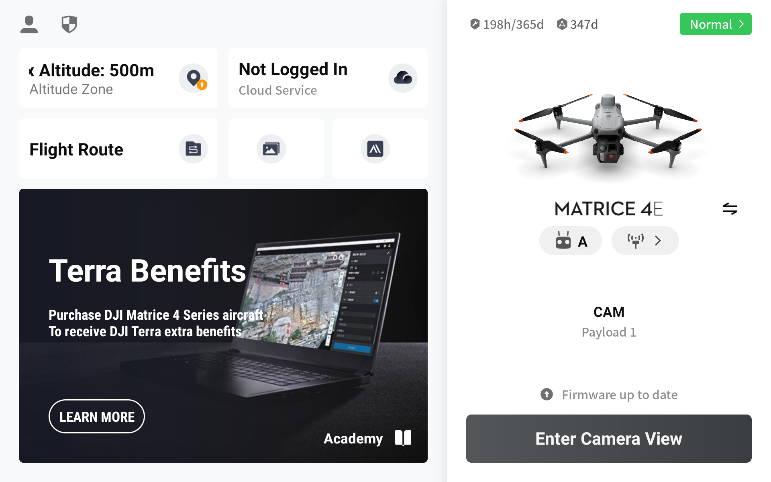 198h/365d
347d
Normal
x Altitude: 500m
Altitude Zone
Not Logged In
Cloud Service
Flight Route
Terra Benefits
Purchase DJI Matrice 4 Series aircraft
To receive DJI Terra extra benefits
LEARN MORE
Academy
MATRICE 4E
A
CAM
Payload 1
Firmware up to date
Enter Camera View